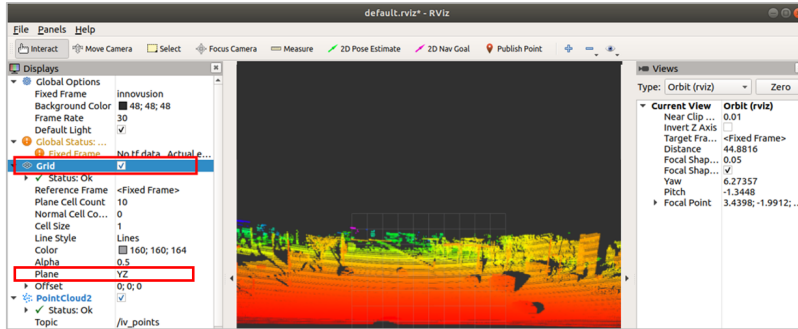 default.rviz* - RViz
File Panels Help
Interact Move Camera Select Focus Camera Measure 2D Pose Estimate 2D Nav Goal Publish Point
Displays
Global Options
Fixed Frame innovusion
Background Color 48; 48; 48
Frame Rate 30
Default Light
Global Status: ...
Fixed Frame No tf data. Actual e...
Grid
Status: Ok
Reference Frame <Fixed Frame>
Plane Cell Count 10
Normal Cell Co... 0
Cell Size 1
Line Style Lines
Color 160; 160; 164
Alpha 0.5
Plane YZ
Offset 0; 0; 0
PointCloud2
Status: Ok
Topic /iv_points
Views
Type: Orbit (rviz) Zero
Current View Orbit (rviz)
Near Clip ... 0.01
Invert Z Axis
Target Fra... <Fixed Frame>
Distance 44.8816
Focal Shap... 0.05
Focal Shap...
Yaw 6.27357
Pitch -1.3448
Focal Point 3.4398; -1.9912; ...